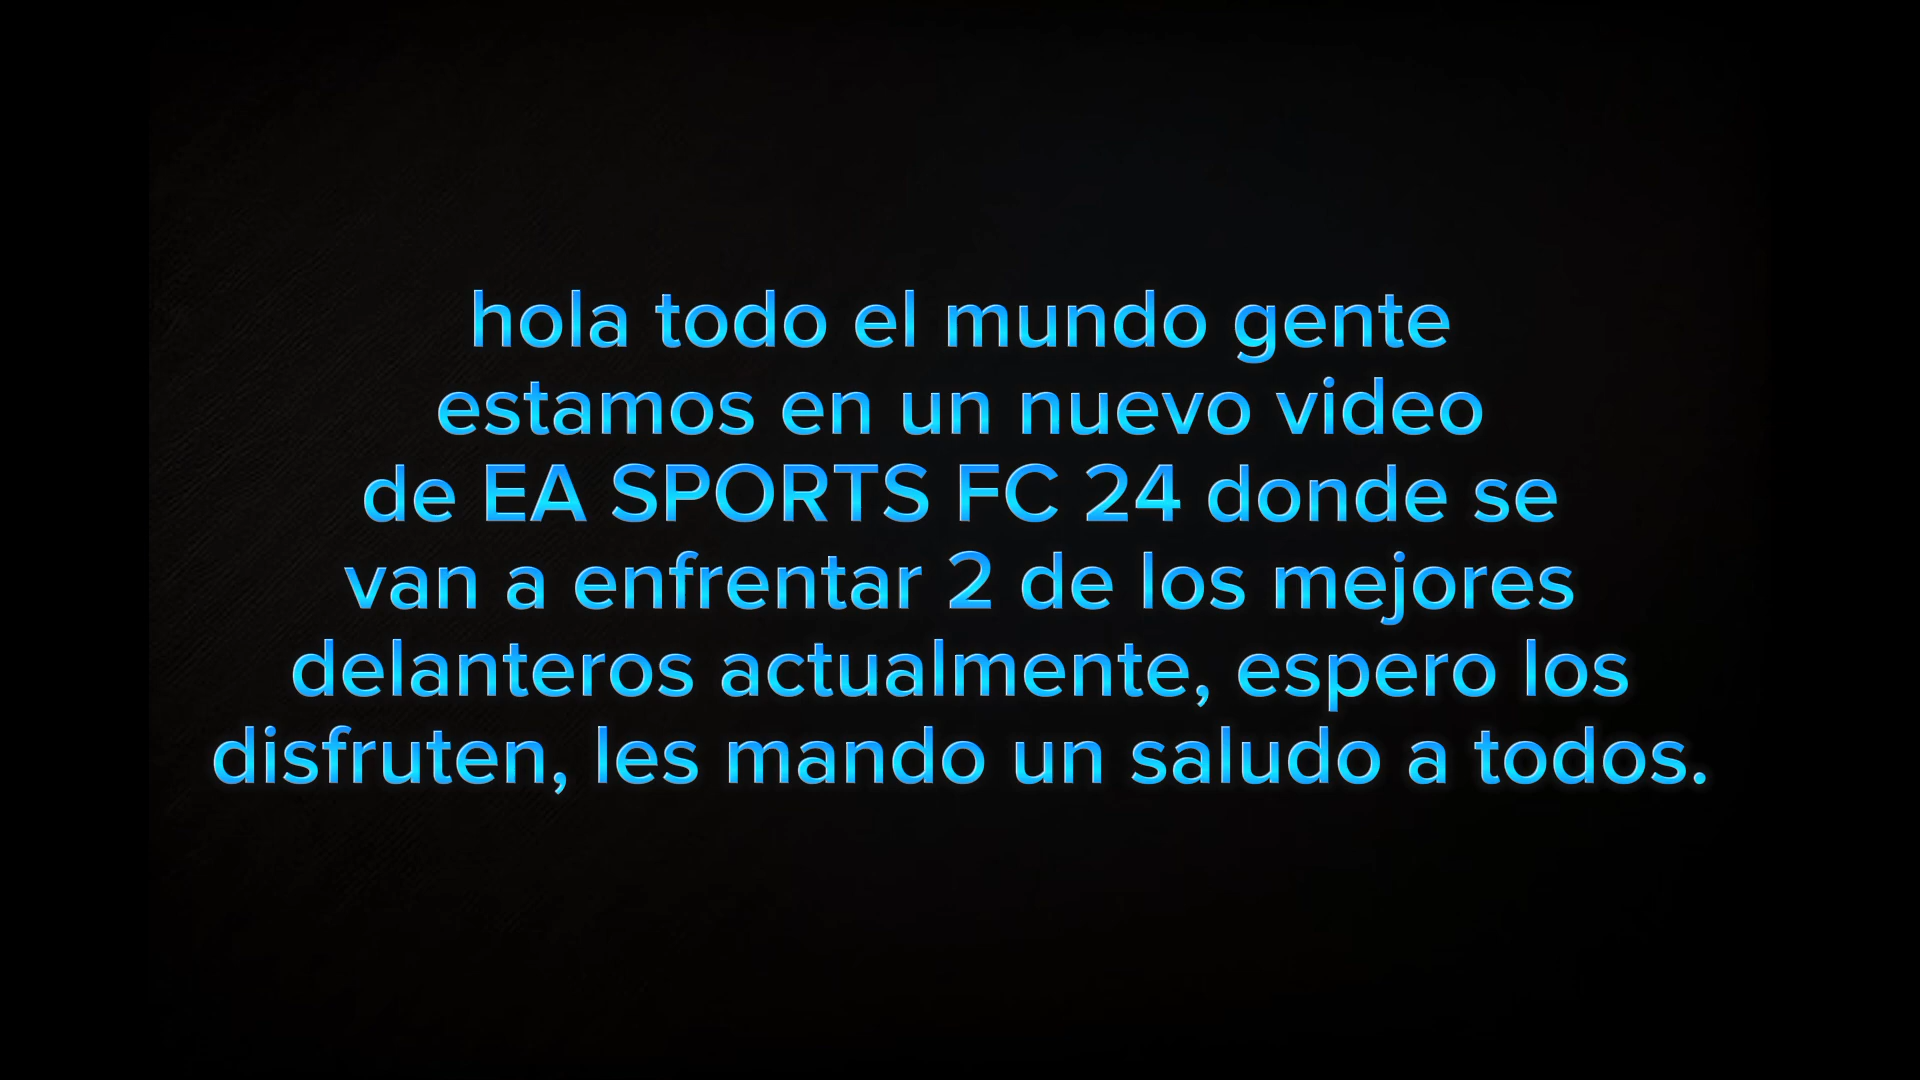 hola todo el mundo gente
estamos en un nuevo video
de EA SPORTS FC 24 donde se
van a enfrentar 2 de los mejores
delanteros actualmente, espero los
disfruten, les mando un saludo a todos.